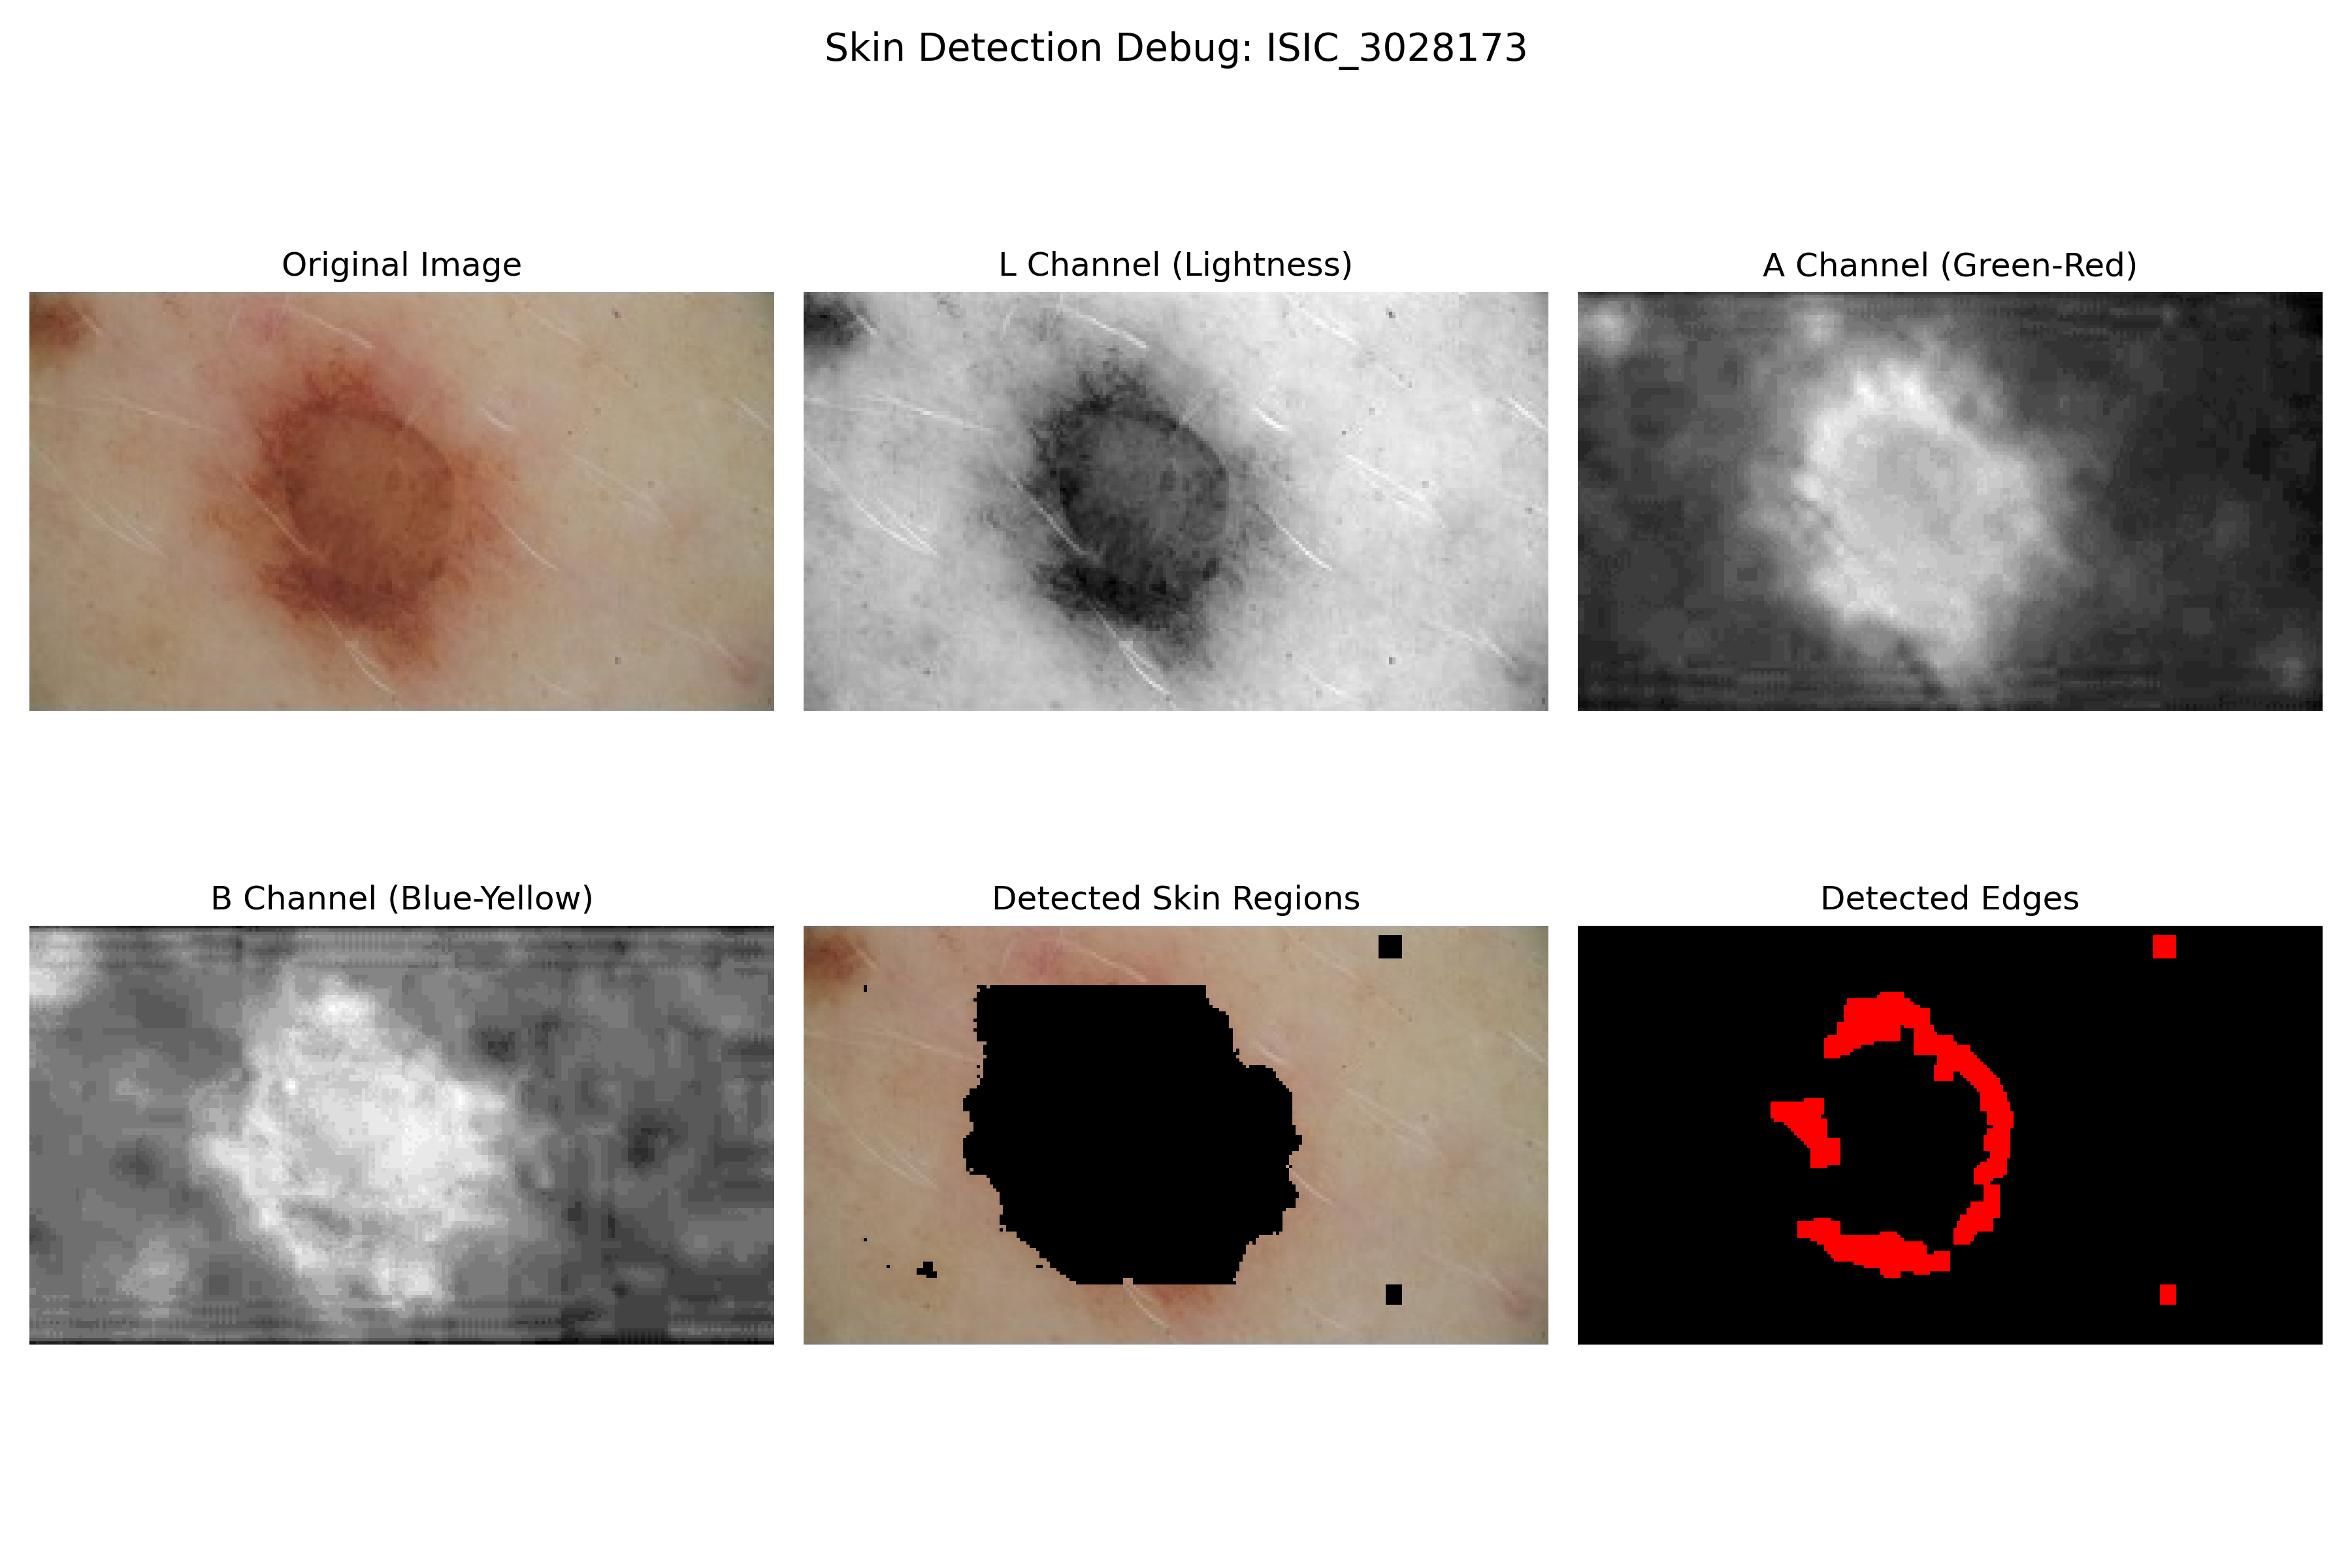 Skin Detection Debug: ISIC_3028173
Original Image
L Channel (Lightness)
A Channel (Green-Red)
B Channel (Blue-Yellow)
Detected Skin Regions
Detected Edges